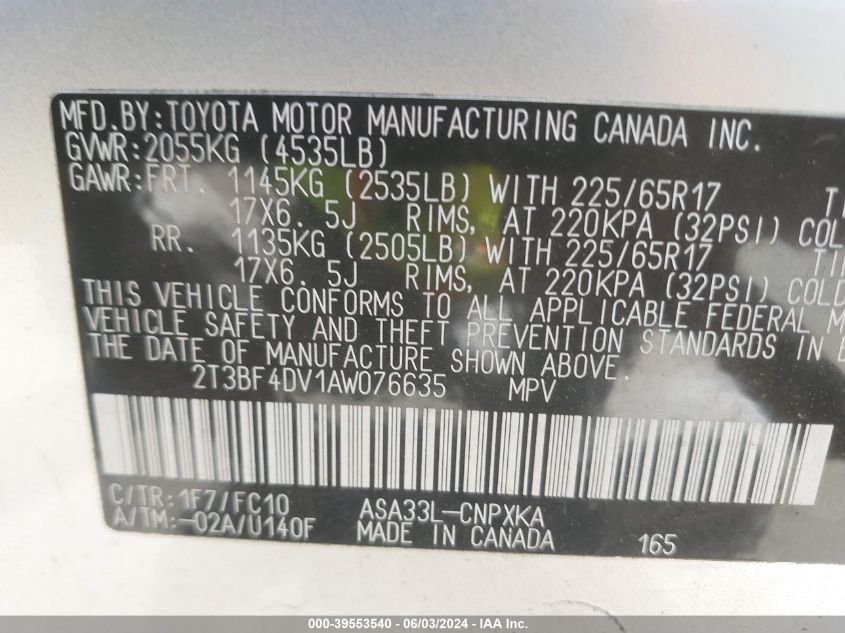 MFD.BY:TOYOTA MOTOR MANUFACTURING CANADA INC.
GVWR:2055KG (4535LB)
GAWR:FRT. 1145KG (2535LB) WITH 225/65R17
17X6. 5J RIMS, AT 220KPA (32PSI) COL
RR. 1135KG (2505LB) WITH 225/65R17
17X6. 5J RIMS, AT 220KPA (32PSI) COLD
THIS VEHICLE CONFORMS TO ALL APPLICABLE FEDERAL M
VEHICLE SAFETY AND THEFT PREVENTION STANDARDS IN
THE DATE OF MANUFACTURE SHOWN ABOVE.
2T3BF4DV1AW076635 MPV
C/TR:1F7/FC10 ASA33L-CNPXKA
A/TM:-02A/U140F MADE IN CANADA 165
000-39553540 - 06/03/2024 - IAA Inc.